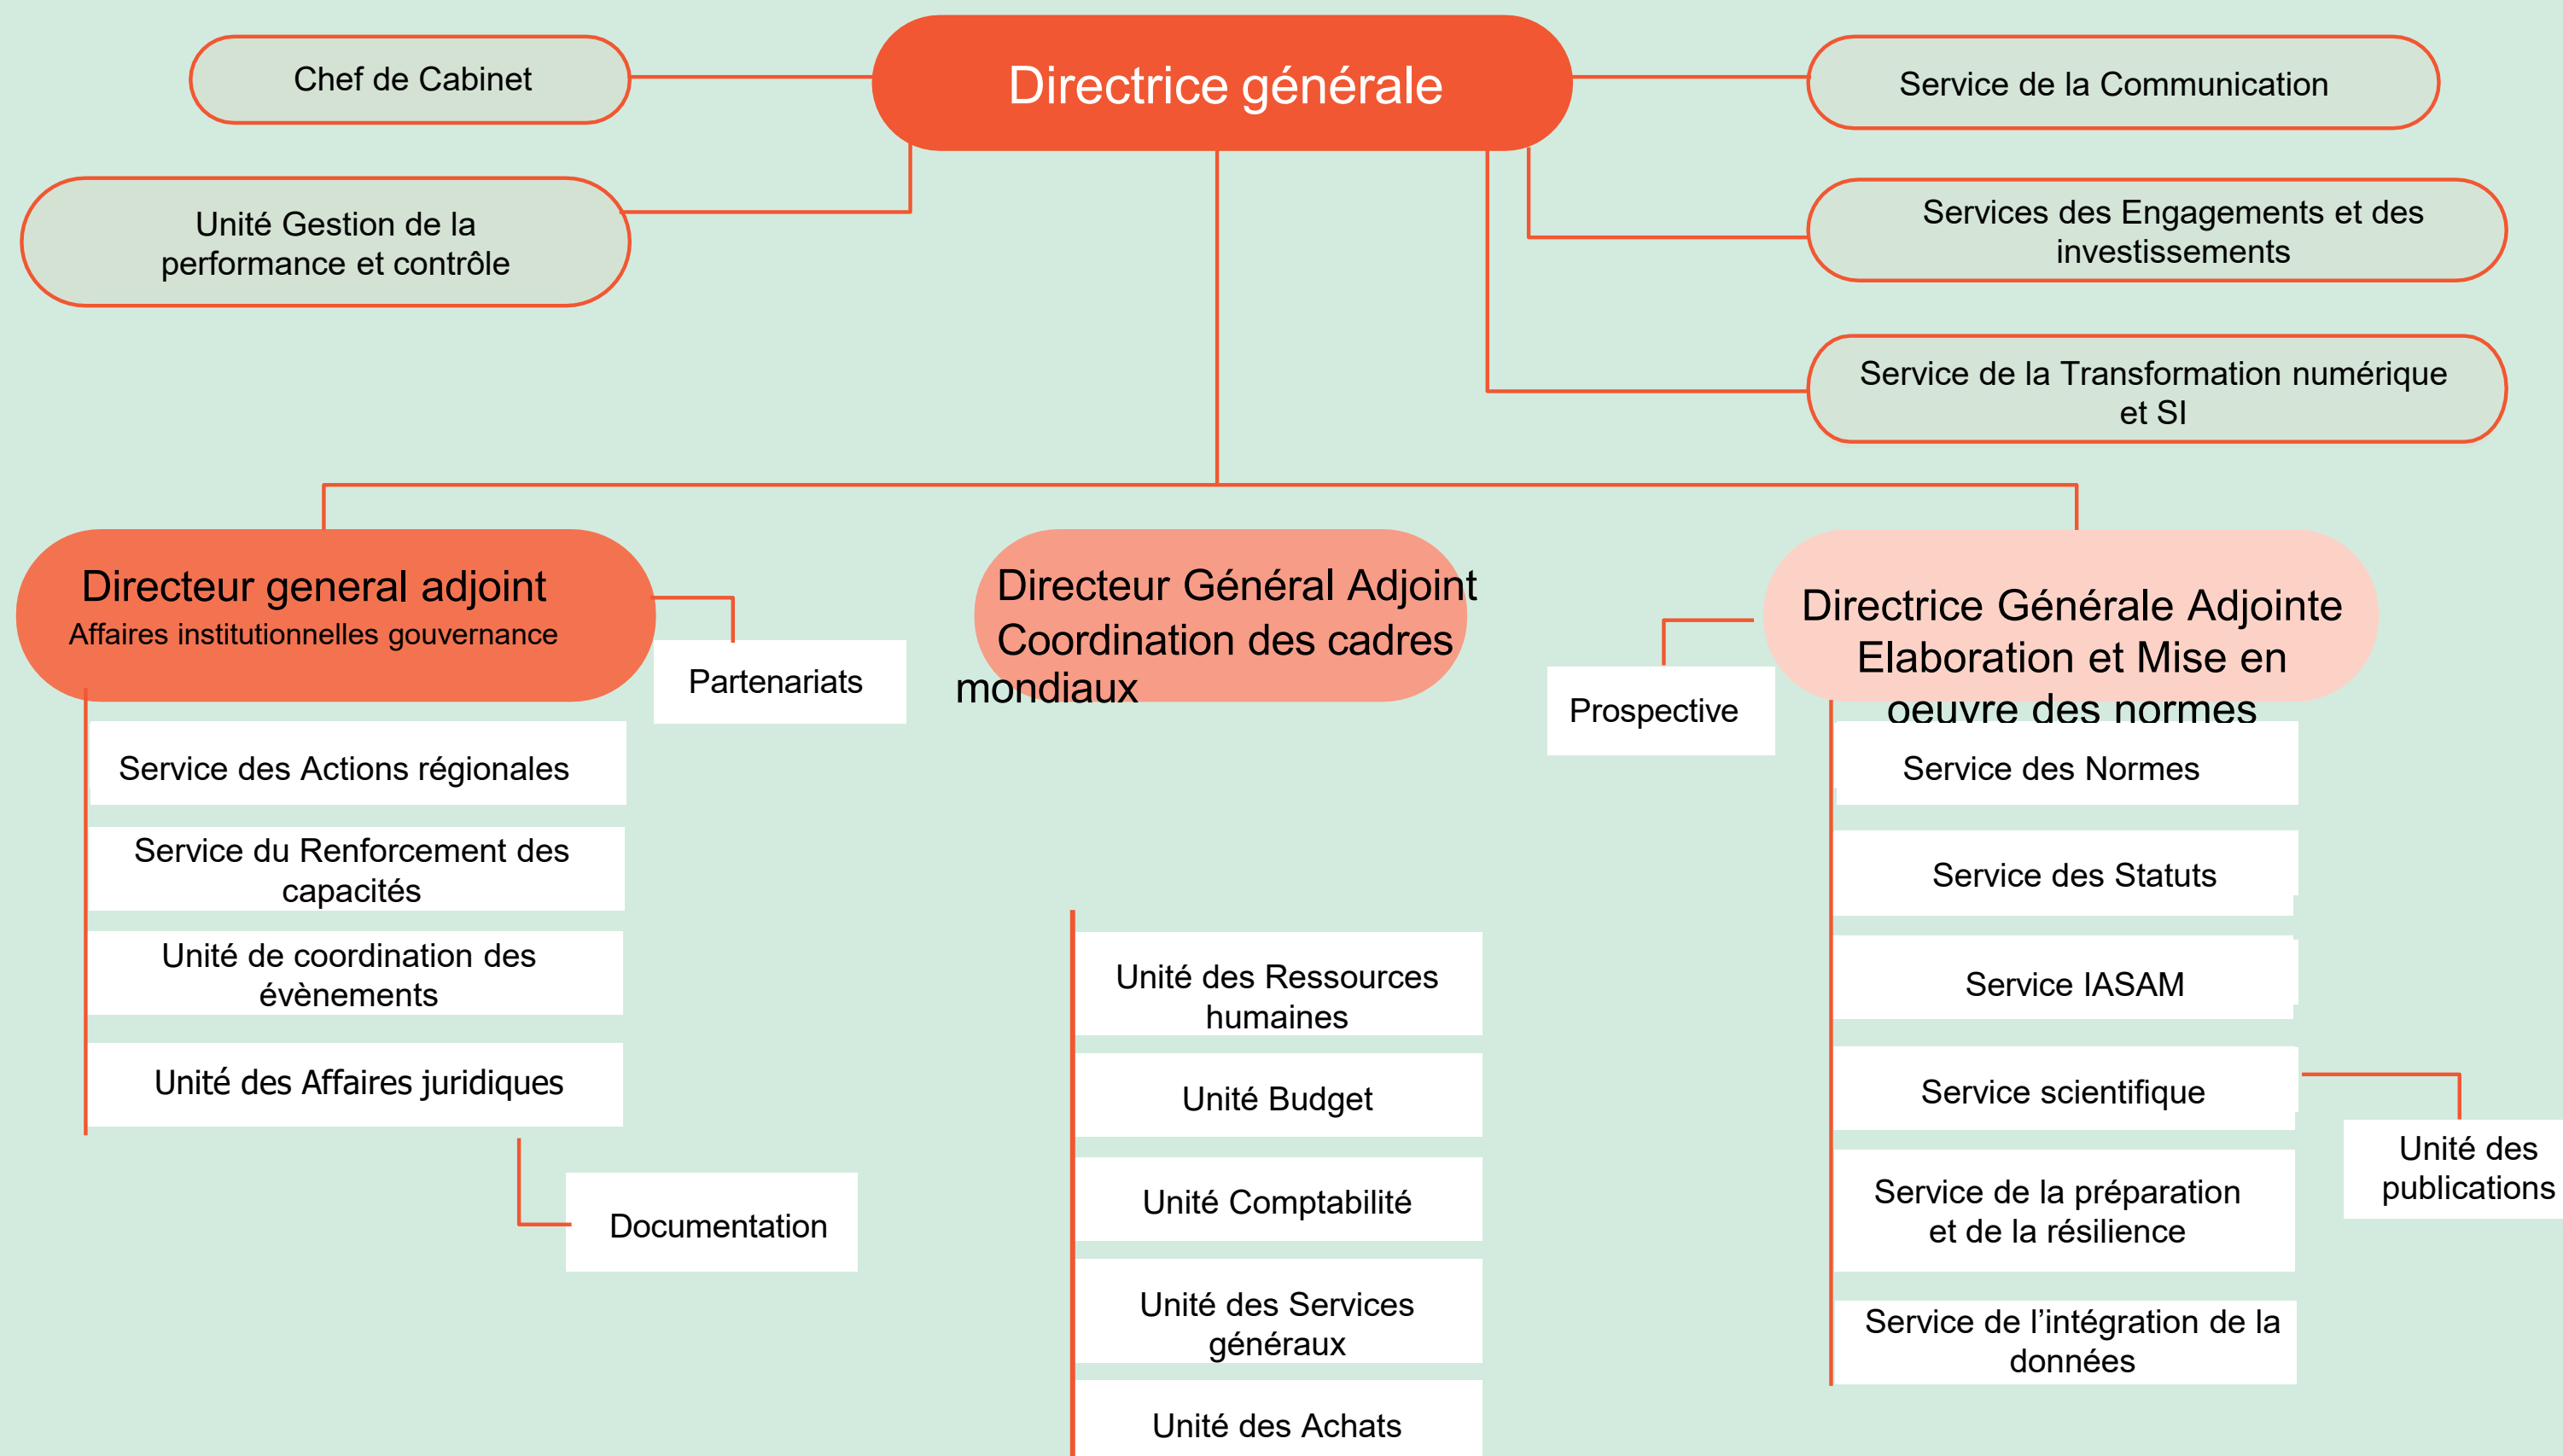 Directrice générale
Chef de Cabinet
Service de la Communication
Unité Gestion de la
performance et contrôle
Services des Engagements et des
investissements
Service de la Transformation numérique
et SI
Directeur general adjoint
Affaires institutionnelles gouvernance
Partenariats
Service des Actions régionales
Service du Renforcement des
capacités
Unité de coordination des
évènements
Unité des Affaires juridiques
Documentation
Directeur Général Adjoint
Coordination des cadres
mondiaux
Unité des Ressources
humaines
Unité Budget
Unité Comptabilité
Unité des Services
généraux
Unité des Achats
Directrice Générale Adjointe
Elaboration et Mise en
oeuvre des normes
Prospective
Service des Normes
Service des Statuts
Service IASAM
Service scientifique
Unité des
publications
Service de la préparation
et de la résilience
Service de l’intégration de la
données